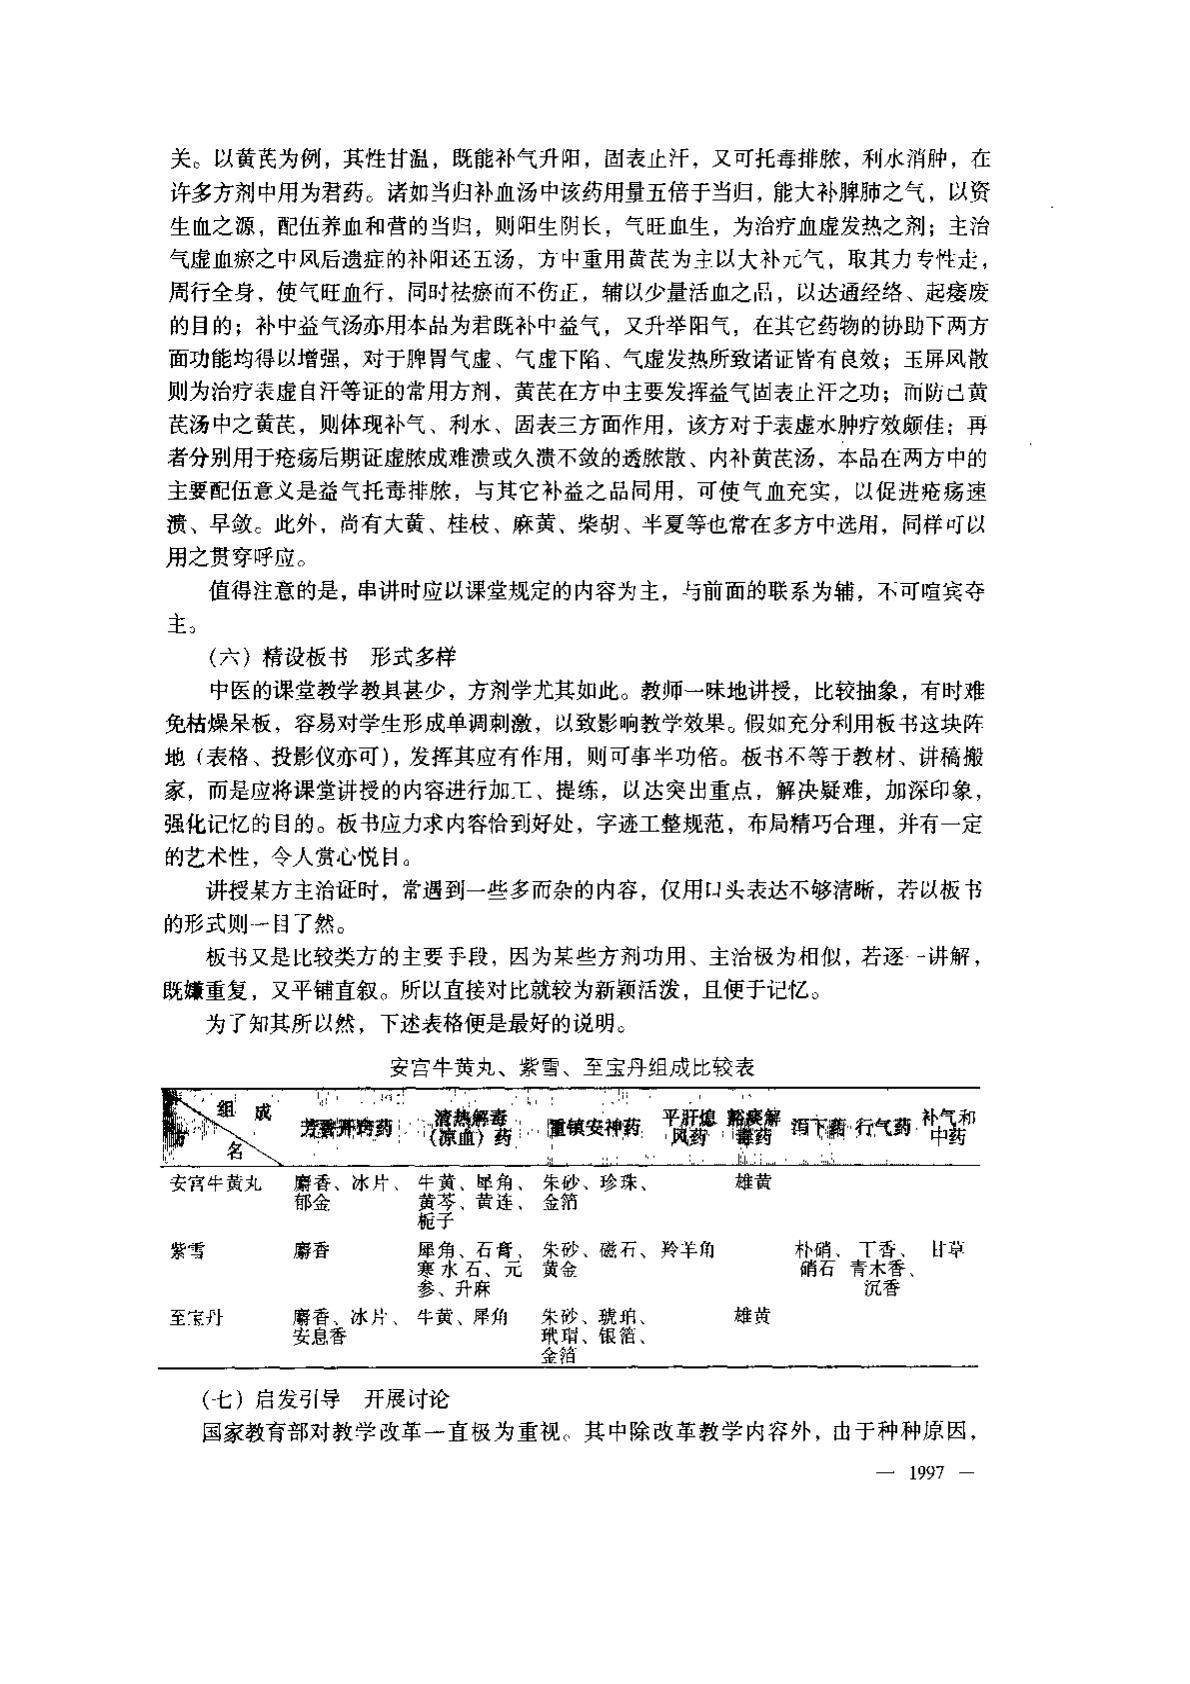 关。以黄芪为例，其性甘温，既能补气升阳，固表止汗，又可托毒排脓，利水消肿，在
许多方剂中用为君药。诸如当归补血汤中该药用量五倍于当归，能大补脾肺之气，以资
生血之源，配伍养血和营的当归，则阳生阴长，气旺血生，为治疗血虚发热之剂；主治
气虚血瘀之中风后遗症的补阳还五汤，方中重用黄芪为主以大补元气，取其力专性走，
周行全身，使气旺血行，同时祛瘀而不伤正，辅以少量活血之品，以达通经络、起痿废
的目的；补中益气汤亦用本品为君既补中益气，又升举阳气，在其它药物的协助下两方
面功能均得以增强，对于脾胃气虚、气虚下陷、气虚发热所致诸证皆有良效；玉屏风散
则为治疗表虚自汗等证的常用方剂，黄芪在方中主要发挥益气固表止汗之功；而防己黄
芪汤中之黄芪，则体现补气、利水、固表三方面作用，该方对于表虚水肿疗效颇佳；再
者分别用于疮疡后期证虚脓成难溃或久溃不敛的透脓散、内补黄芪汤，本品在两方中的
主要配伍意义是益气托毒排脓，与其它补益之品同用，可使气血充实，以促进疮疡速
溃、早敛。此外，尚有大黄、桂枝、麻黄、柴胡、半夏等也常在多方中选用，同样可以
用之贯穿呼应。
值得注意的是，串讲时应以课堂规定的内容为主，与前面的联系为辅，不可喧宾夺
主。
（六）精设板书　形式多样
中医的课堂教学教具甚少，方剂学尤其如此。教师一味地讲授，比较抽象，有时难
免枯燥呆板，容易对学生形成单调刺激，以致影响教学效果。假如充分利用板书这块阵
地（表格、投影仪亦可），发挥其应有作用，则可事半功倍。板书不等于教材、讲稿搬
家，而是应将课堂讲授的内容进行加工、提练，以达突出重点，解决疑难，加深印象，
强化记忆的目的。板书应力求内容恰到好处，字迹工整规范，布局精巧合理，并有一定
的艺术性，令人赏心悦目。
讲授某方主治证时，常遇到一些多而杂的内容，仅用口头表达不够清晰，若以板书
的形式则一目了然。
板书又是比较类方的主要手段，因为某些方剂功用、主治极为相似，若逐一讲解，
既嫌重复，又平铺直叙。所以直接对比就较为新颖活泼，且便于记忆。
为了知其所以然，下述表格便是最好的说明。
安宫牛黄丸、紫雪、至宝丹组成比较表
组　成　芳香开窍药　清热解毒　重镇安神药　平肝熄　豁痰解　泻下药　行气药　补气和
方　名　（凉血）药　风药　毒药　中药
安宫牛黄丸　麝香、冰片、　牛黄、犀角、　朱砂、珍珠、　雄黄
郁金　黄芩、黄连、　金箔
栀子
紫雪　麝香　犀角、石膏、　朱砂、磁石、　羚羊角　朴硝、　丁香、　甘草
寒水石、元　黄金　硝石　青木香、
参、升麻　沉香
至宝丹　麝香、冰片、　牛黄、犀角　朱砂、琥珀、　雄黄
安息香　玳瑁、银箔、
金箔
（七）启发引导　开展讨论
国家教育部对教学改革一直极为重视。其中除改革教学内容外，由于种种原因，
— 1997 —